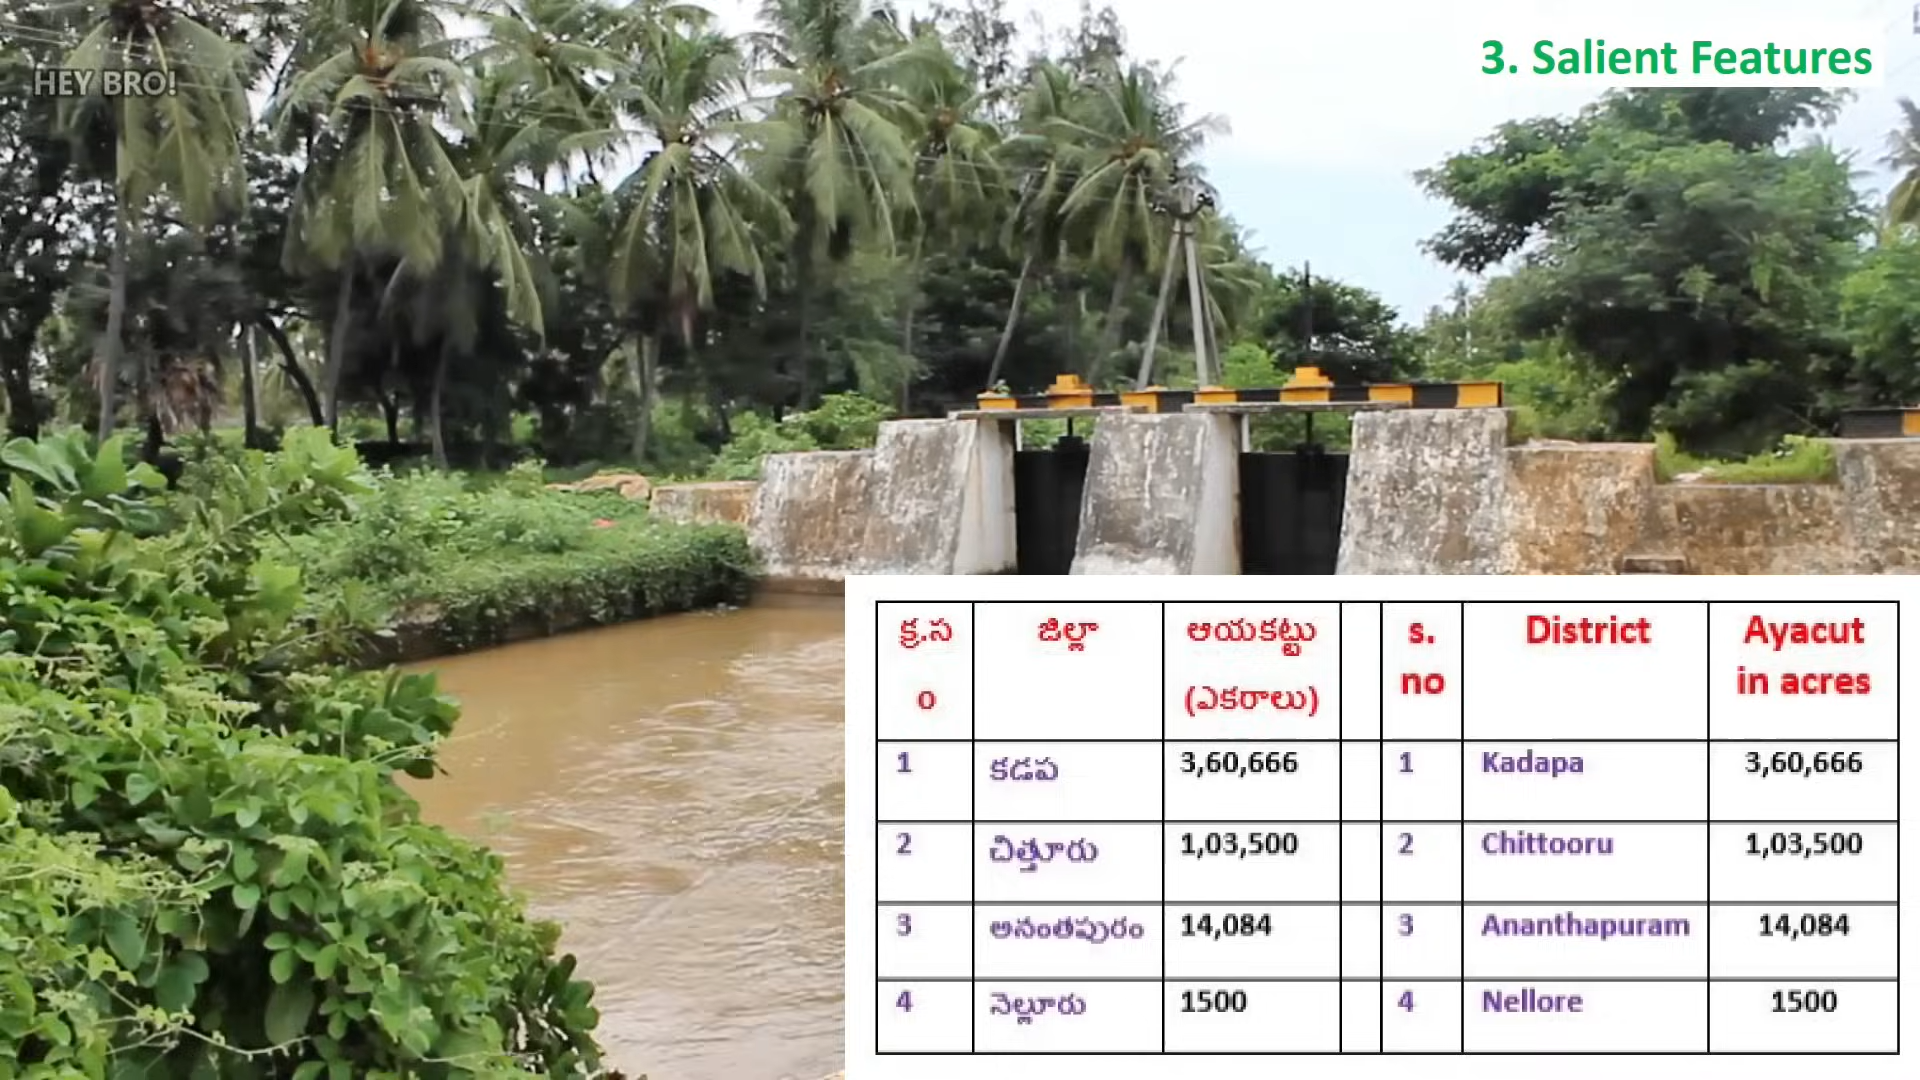 HEY BRO!
3. Salient Features
క్ర.స
ం
జిల్లా
ఆయకట్టు
(ఎకరాలు)
s.
no
District
Ayacut
in acres
1 కడప 3,60,666 1 Kadapa 3,60,666
2 చిత్తూరు 1,03,500 2 Chittooru 1,03,500
3 అనంతపురం 14,084 3 Ananthapuram 14,084
4 నెల్లూరు 1500 4 Nellore 1500